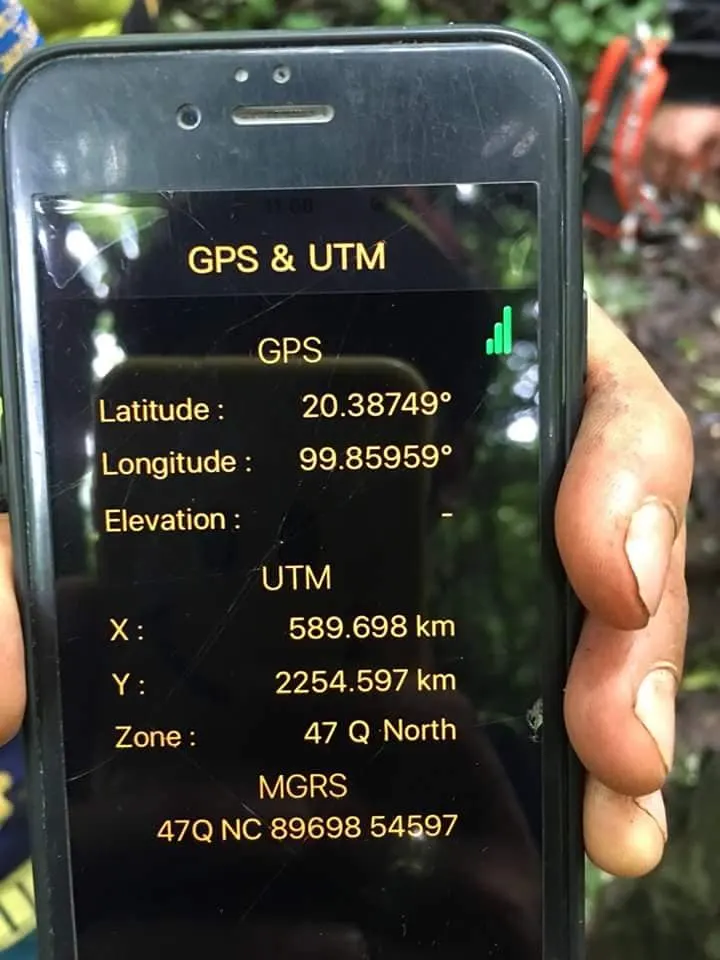 GPS & UTM
GPS
Latitude : 20.38749°
Longitude : 99.85959°
Elevation : -
UTM
X : 589.698 km
Y : 2254.597 km
Zone : 47 Q North
MGRS
47Q NC 89698 54597